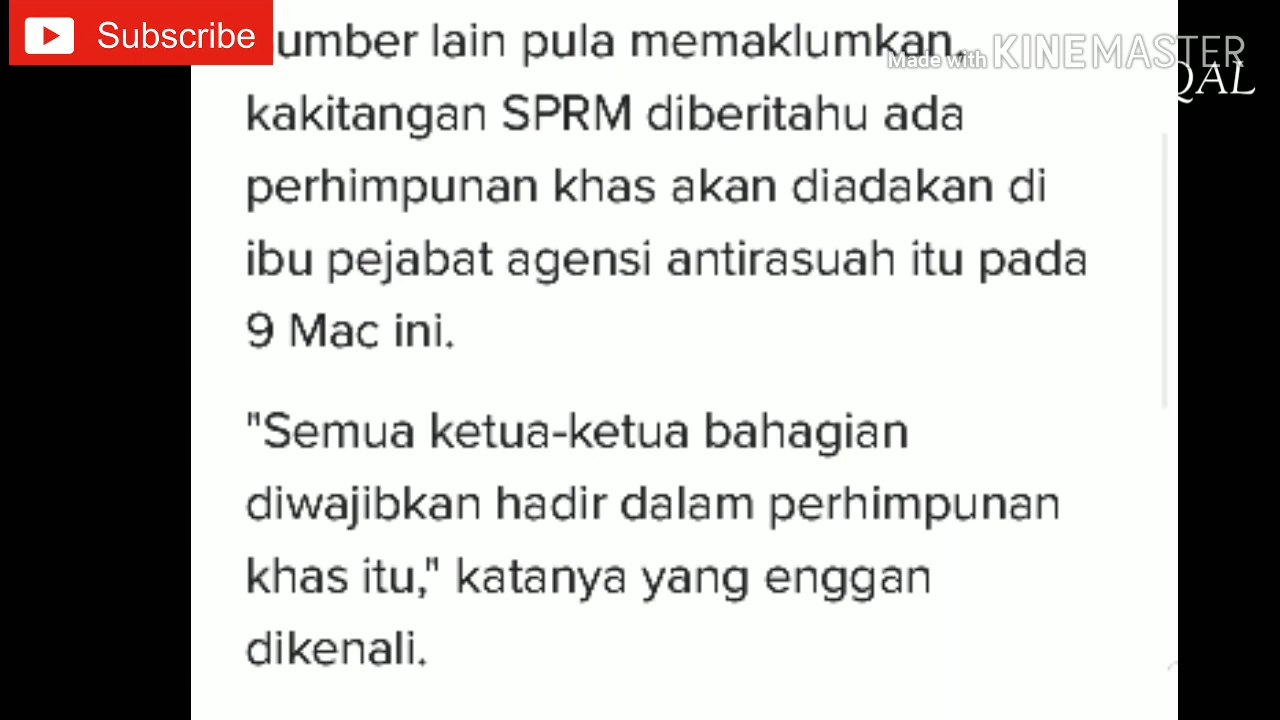 Subscribe
umber lain pula memaklumkan,
Made with KINEMASTER
QAL
kakitangan SPRM diberitahu ada
perhimpunan khas akan diadakan di
ibu pejabat agensi antirasuah itu pada
9 Mac ini.
"Semua ketua-ketua bahagian
diwajibkan hadir dalam perhimpunan
khas itu," katanya yang enggan
dikenali.